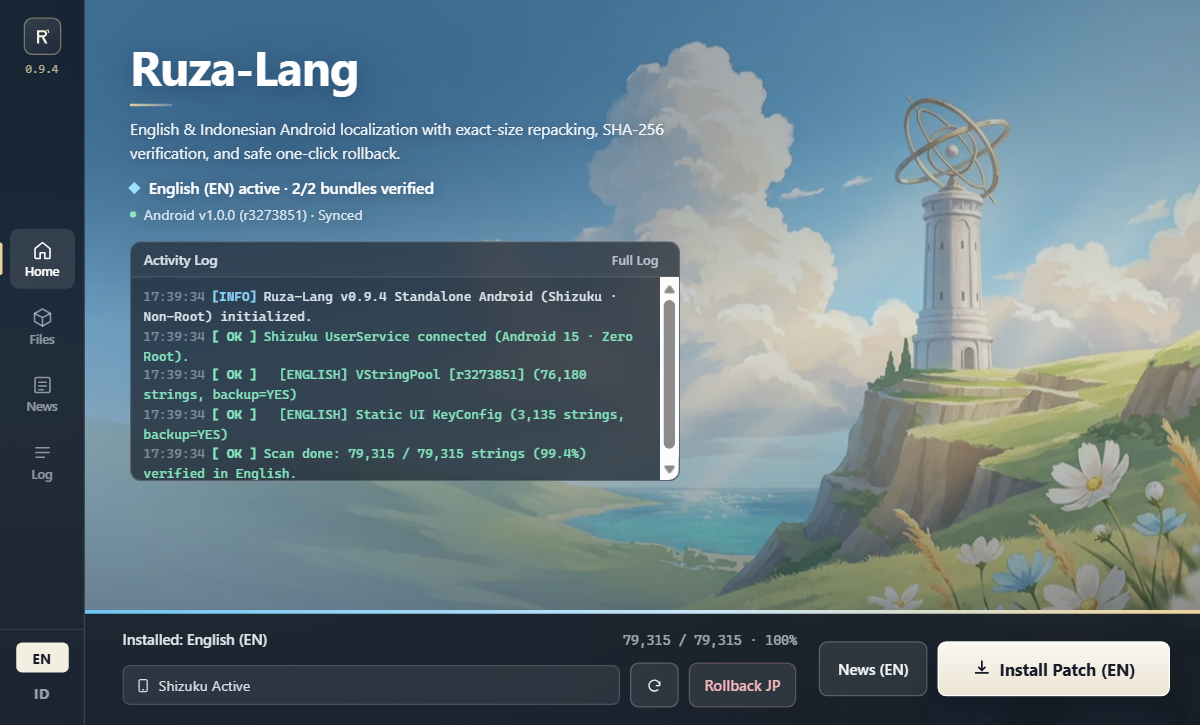 R
0.9.4
Home
Files
News
Log
EN
ID
Ruza-Lang
English & Indonesian Android localization with exact-size repacking, SHA-256
verification, and safe one-click rollback.
English (EN) active · 2/2 bundles verified
Android v1.0.0 (r3273851) · Synced
Activity Log
Full Log
17:39:34 [INFO] Ruza-Lang v0.9.4 Standalone Android (Shizuku ·
Non-Root) initialized.
17:39:34 [ OK ] Shizuku UserService connected (Android 15 · Zero
Root).
17:39:34 [ OK ] [ENGLISH] VStringPool [r3273851] (76,180
strings, backup=YES)
17:39:34 [ OK ] [ENGLISH] Static UI KeyConfig (3,135 strings,
backup=YES)
17:39:34 [ OK ] Scan done: 79,315 / 79,315 strings (99.4%)
verified in English.
Installed: English (EN)
79,315 / 79,315 · 100%
Shizuku Active
Rollback JP
News (EN)
Install Patch (EN)